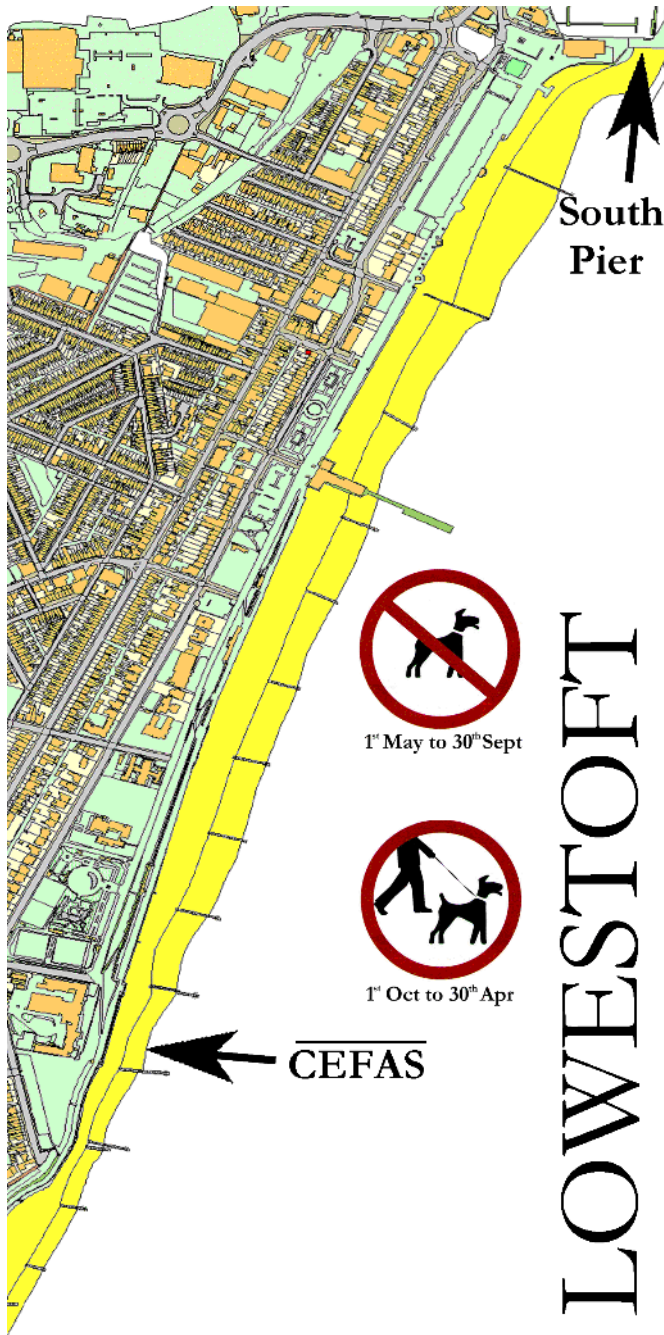 South
Pier
1st May to 30th Sept
1st Oct to 30th Apr
CEFAS
LOWESTOFT